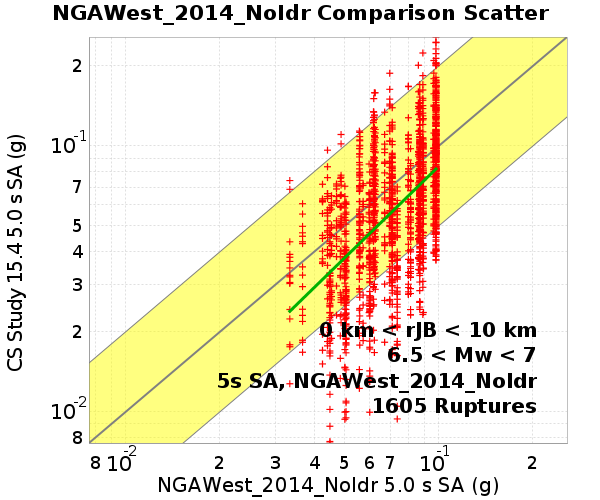 NGAWest_2014_NoIdr Comparison Scatter
CS Study 15.4 5.0 s SA (g)
2
10⁻¹
7
5
4
3
2
10⁻²
8
0 km < rJB < 10 km
6.5 < Mw < 7
5s SA, NGAWest_2014_NoIdr
1605 Ruptures
8 10⁻² 2 3 4 5 6 7 10⁻¹ 2
NGAWest_2014_NoIdr 5.0 s SA (g)